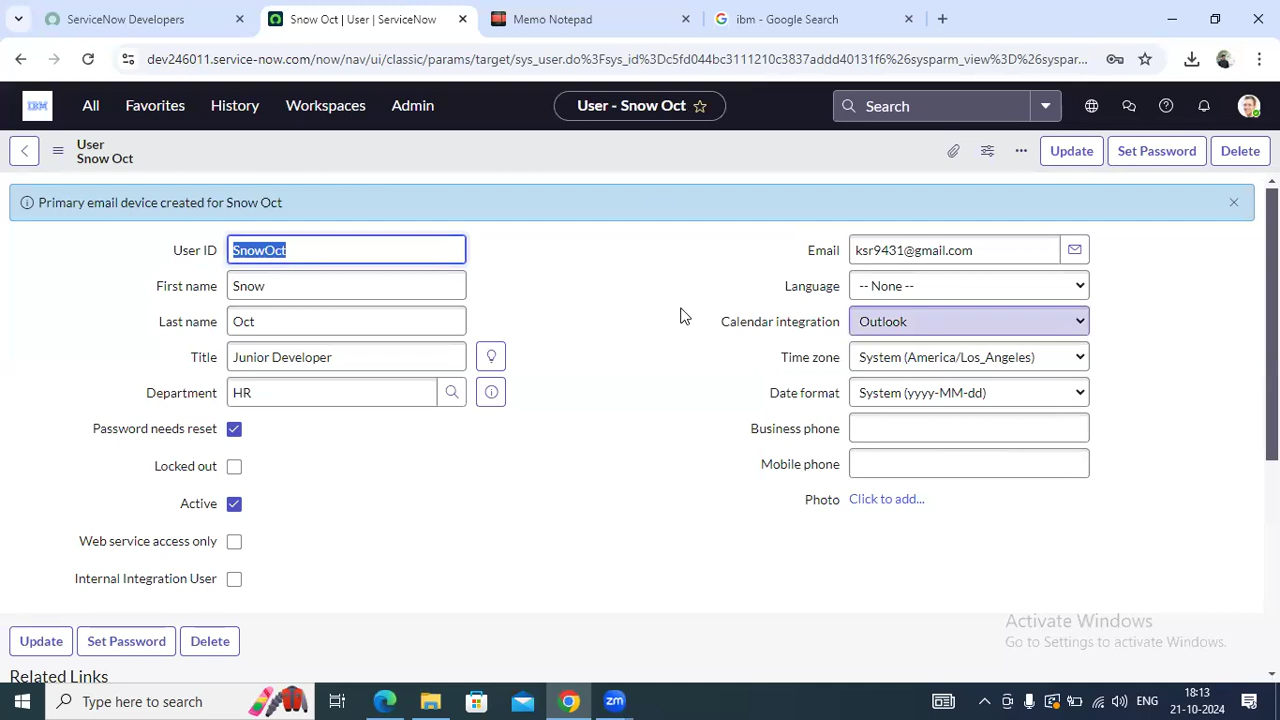 ServiceNow Developers
Snow Oct | User | ServiceNow
Memo Notepad
ibm - Google Search
dev246011.service-now.com/now/nav/ui/classic/params/target/sys_user.do%3Fsys_id%3Dc5fd044bc3111210c3837addd40131f6%26sysparm_view%3D%26syspar...
IBM
All
Favorites
History
Workspaces
Admin
User - Snow Oct
Search
User
Snow Oct
Update
Set Password
Delete
Primary email device created for Snow Oct
User ID
SnowOct
Email
ksr9431@gmail.com
First name
Snow
Language
-- None --
Last name
Oct
Calendar integration
Outlook
Title
Junior Developer
Time zone
System (America/Los_Angeles)
Department
HR
Date format
System (yyyy-MM-dd)
Password needs reset
Business phone
Locked out
Mobile phone
Active
Photo
Click to add...
Web service access only
Internal Integration User
Activate Windows
Go to Settings to activate Windows.
Update
Set Password
Delete
Related Links
Type here to search
zm
ENG
18:13
21-10-2024